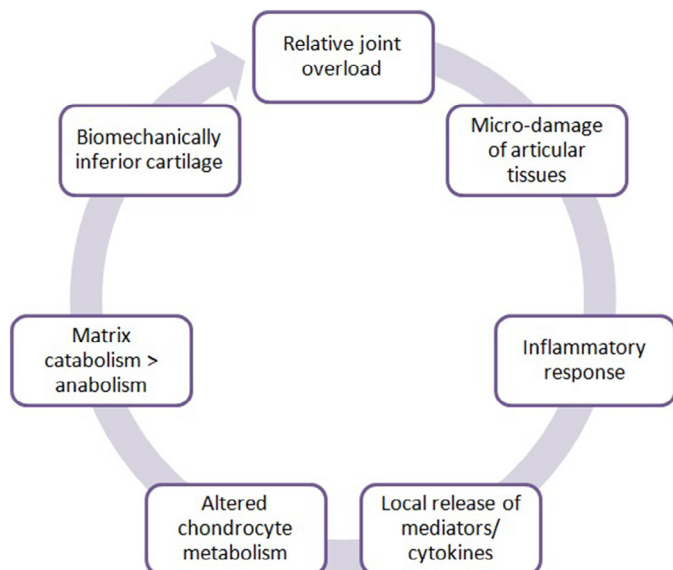 Relative joint
overload
Micro-damage
of articular
tissues
Inflammatory
response
Local release of
mediators/
cytokines
Altered
chondrocyte
metabolism
Matrix
catabolism >
anabolism
Biomechanically
inferior cartilage